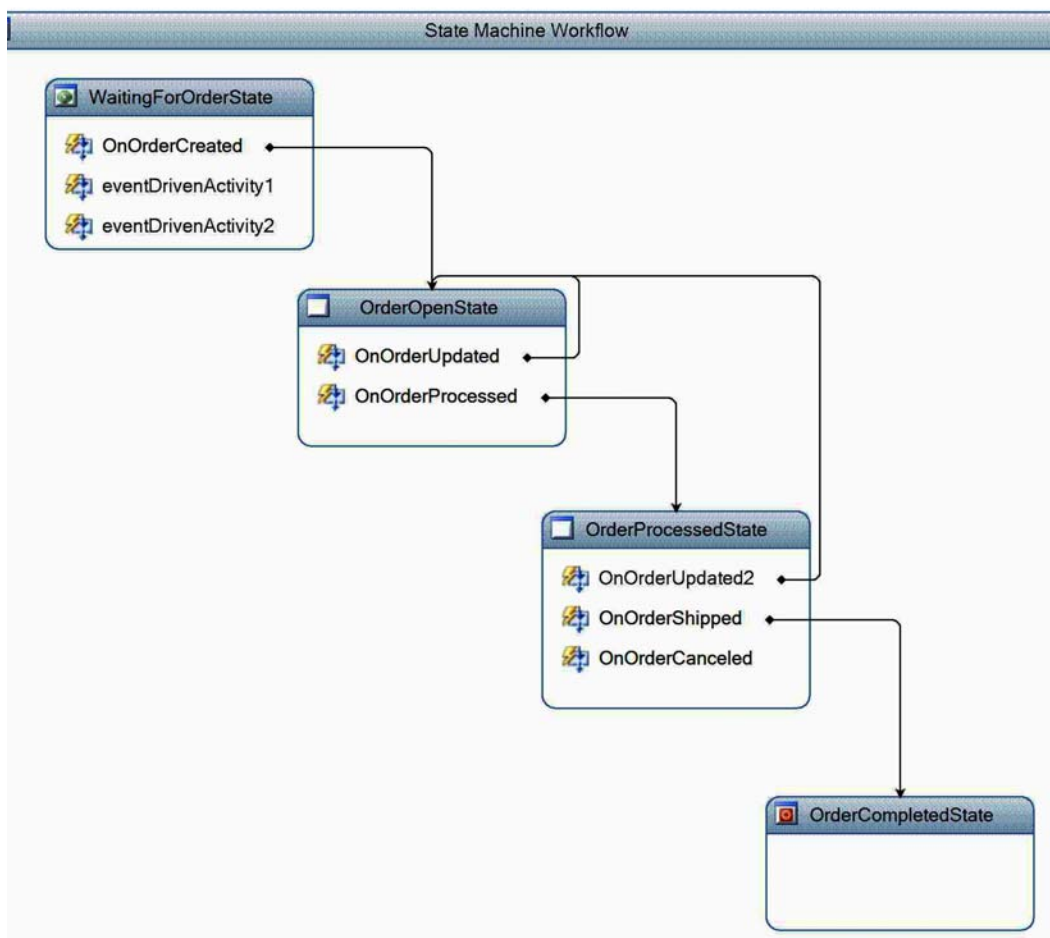 State Machine Workflow
WaitingForOrderState
OnOrderCreated
eventDrivenActivity1
eventDrivenActivity2
OrderOpenState
OnOrderUpdated
OnOrderProcessed
OrderProcessedState
OnOrderUpdated2
OnOrderShipped
OnOrderCanceled
OrderCompletedState